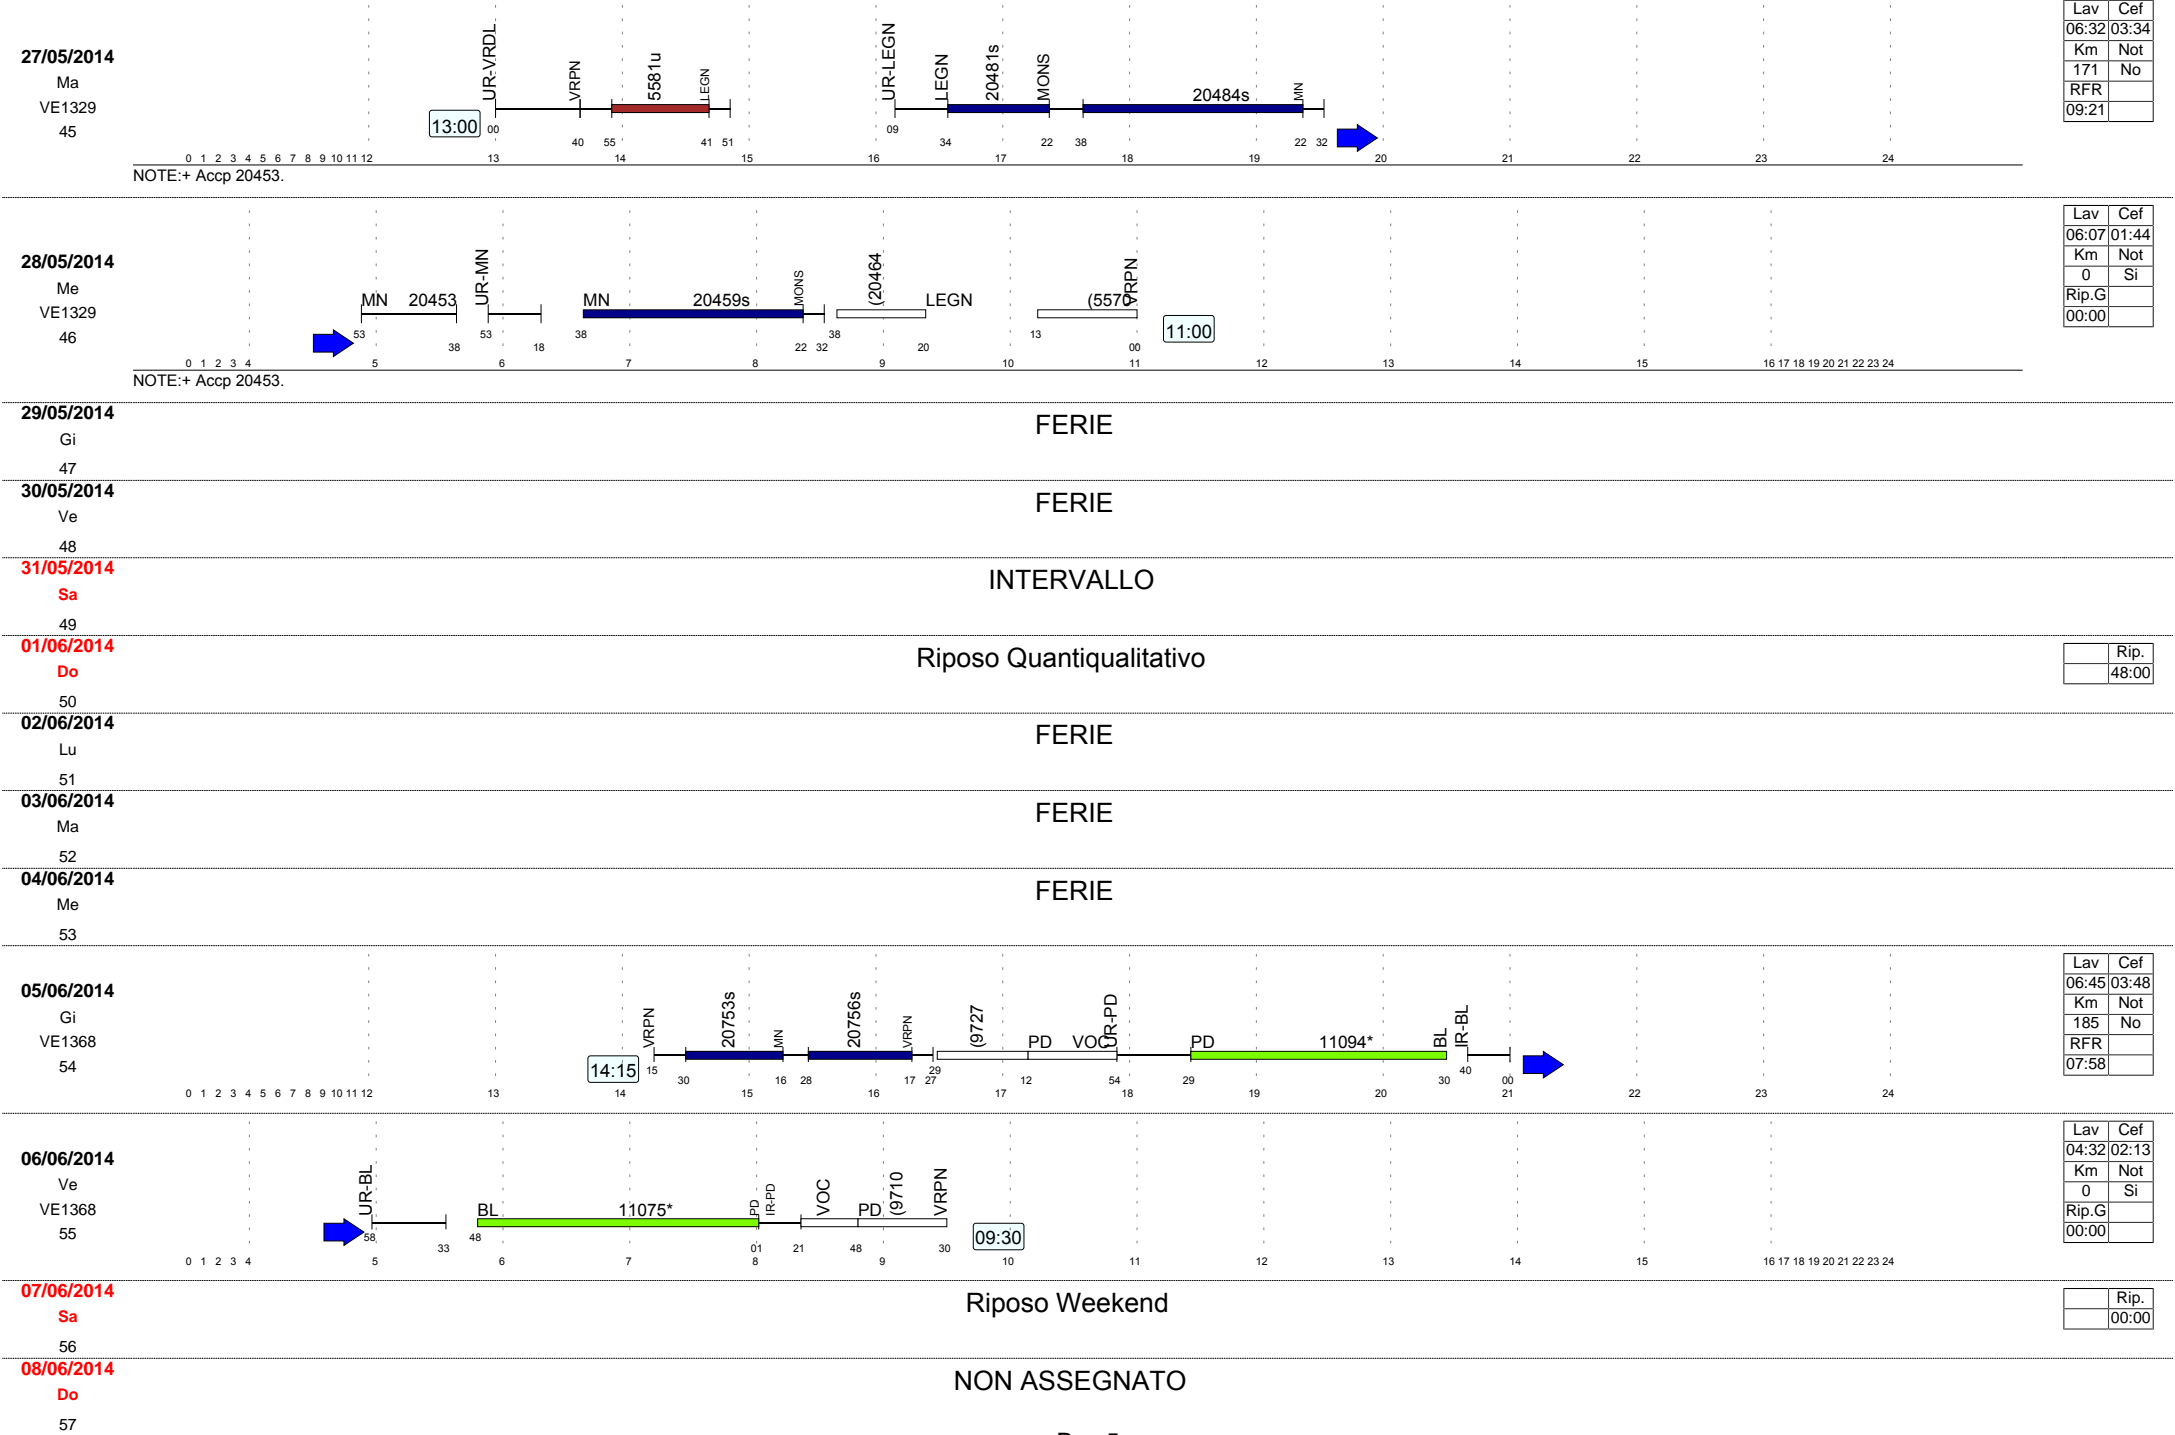 Lav Cef
27/05/2014 06:32 03:34
Ma Km Not
VE1329 171 No
45 RFR
09:21
UR-VRDL VRPN 5581u LEGN UR-LEGN LEGN 20481s MONS 20484s MN
13:00 00 40 55 41 51 09 34 22 38 22 32
0 1 2 3 4 5 6 7 8 9 10 11 12 13 14 15 16 17 18 19 20 21 22 23 24
NOTE:+ Accp 20453.
Lav Cef
28/05/2014 06:07 01:44
Me Km Not
VE1329 0 Si
46 Rip.G
00:00
MN 20453 UR-MN MN 20459s MONS (20464 LEGN (5570 VRPN
53 38 53 18 38 22 32 38 20 13 00 11:00
0 1 2 3 4 5 6 7 8 9 10 11 12 13 14 15 16 17 18 19 20 21 22 23 24
NOTE:+ Accp 20453.
29/05/2014
Gi
47
FERIE
30/05/2014
Ve
48
FERIE
31/05/2014
Sa
49
INTERVALLO
01/06/2014
Do
50
Riposo Quantiqualitativo
Rip.
48:00
02/06/2014
Lu
51
FERIE
03/06/2014
Ma
52
FERIE
04/06/2014
Me
53
FERIE
Lav Cef
05/06/2014 06:45 03:48
Gi Km Not
VE1368 185 No
54 RFR
07:58
VRPN 20753s MN 20756s VRPN (9727 PD VOC UR-PD PD 11094* BL IR-BL
14:15 15 30 16 28 17 27 29 12 54 29 30 40 00
0 1 2 3 4 5 6 7 8 9 10 11 12 13 14 15 16 17 18 19 20 21 22 23 24
Lav Cef
06/06/2014 04:32 02:13
Ve Km Not
VE1368 0 Si
55 Rip.G
00:00
UR-BL BL 11075* PD IR-PD VOC PD (9710 VRPN
58 33 48 01 21 48 30 09:30
0 1 2 3 4 5 6 7 8 9 10 11 12 13 14 15 16 17 18 19 20 21 22 23 24
07/06/2014
Sa
56
Riposo Weekend
Rip.
00:00
08/06/2014
Do
57
NON ASSEGNATO